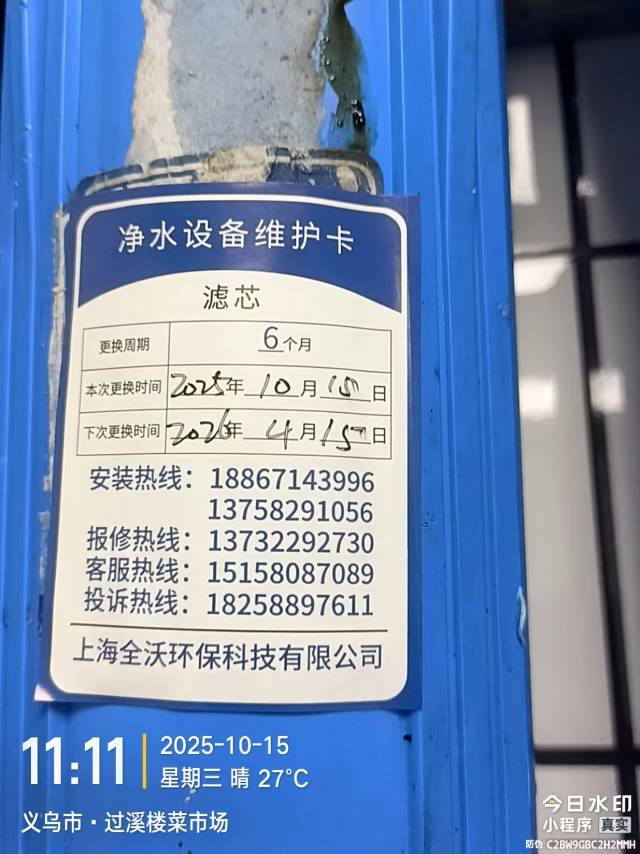 净水设备维护卡
滤芯
更换周期 6个月
本次更换时间 2025年 10月 15日
下次更换时间 2026年 4月 15日
安装热线：18867143996
13758291056
报修热线：13732292730
客服热线：15158087089
投诉热线：18258897611
上海全沃环保科技有限公司
11:11 2025-10-15
星期三 晴 27°C
义乌市·过溪楼菜市场
今日水印
小程序 真实
防伪 C2BW9GBC2H2MMH